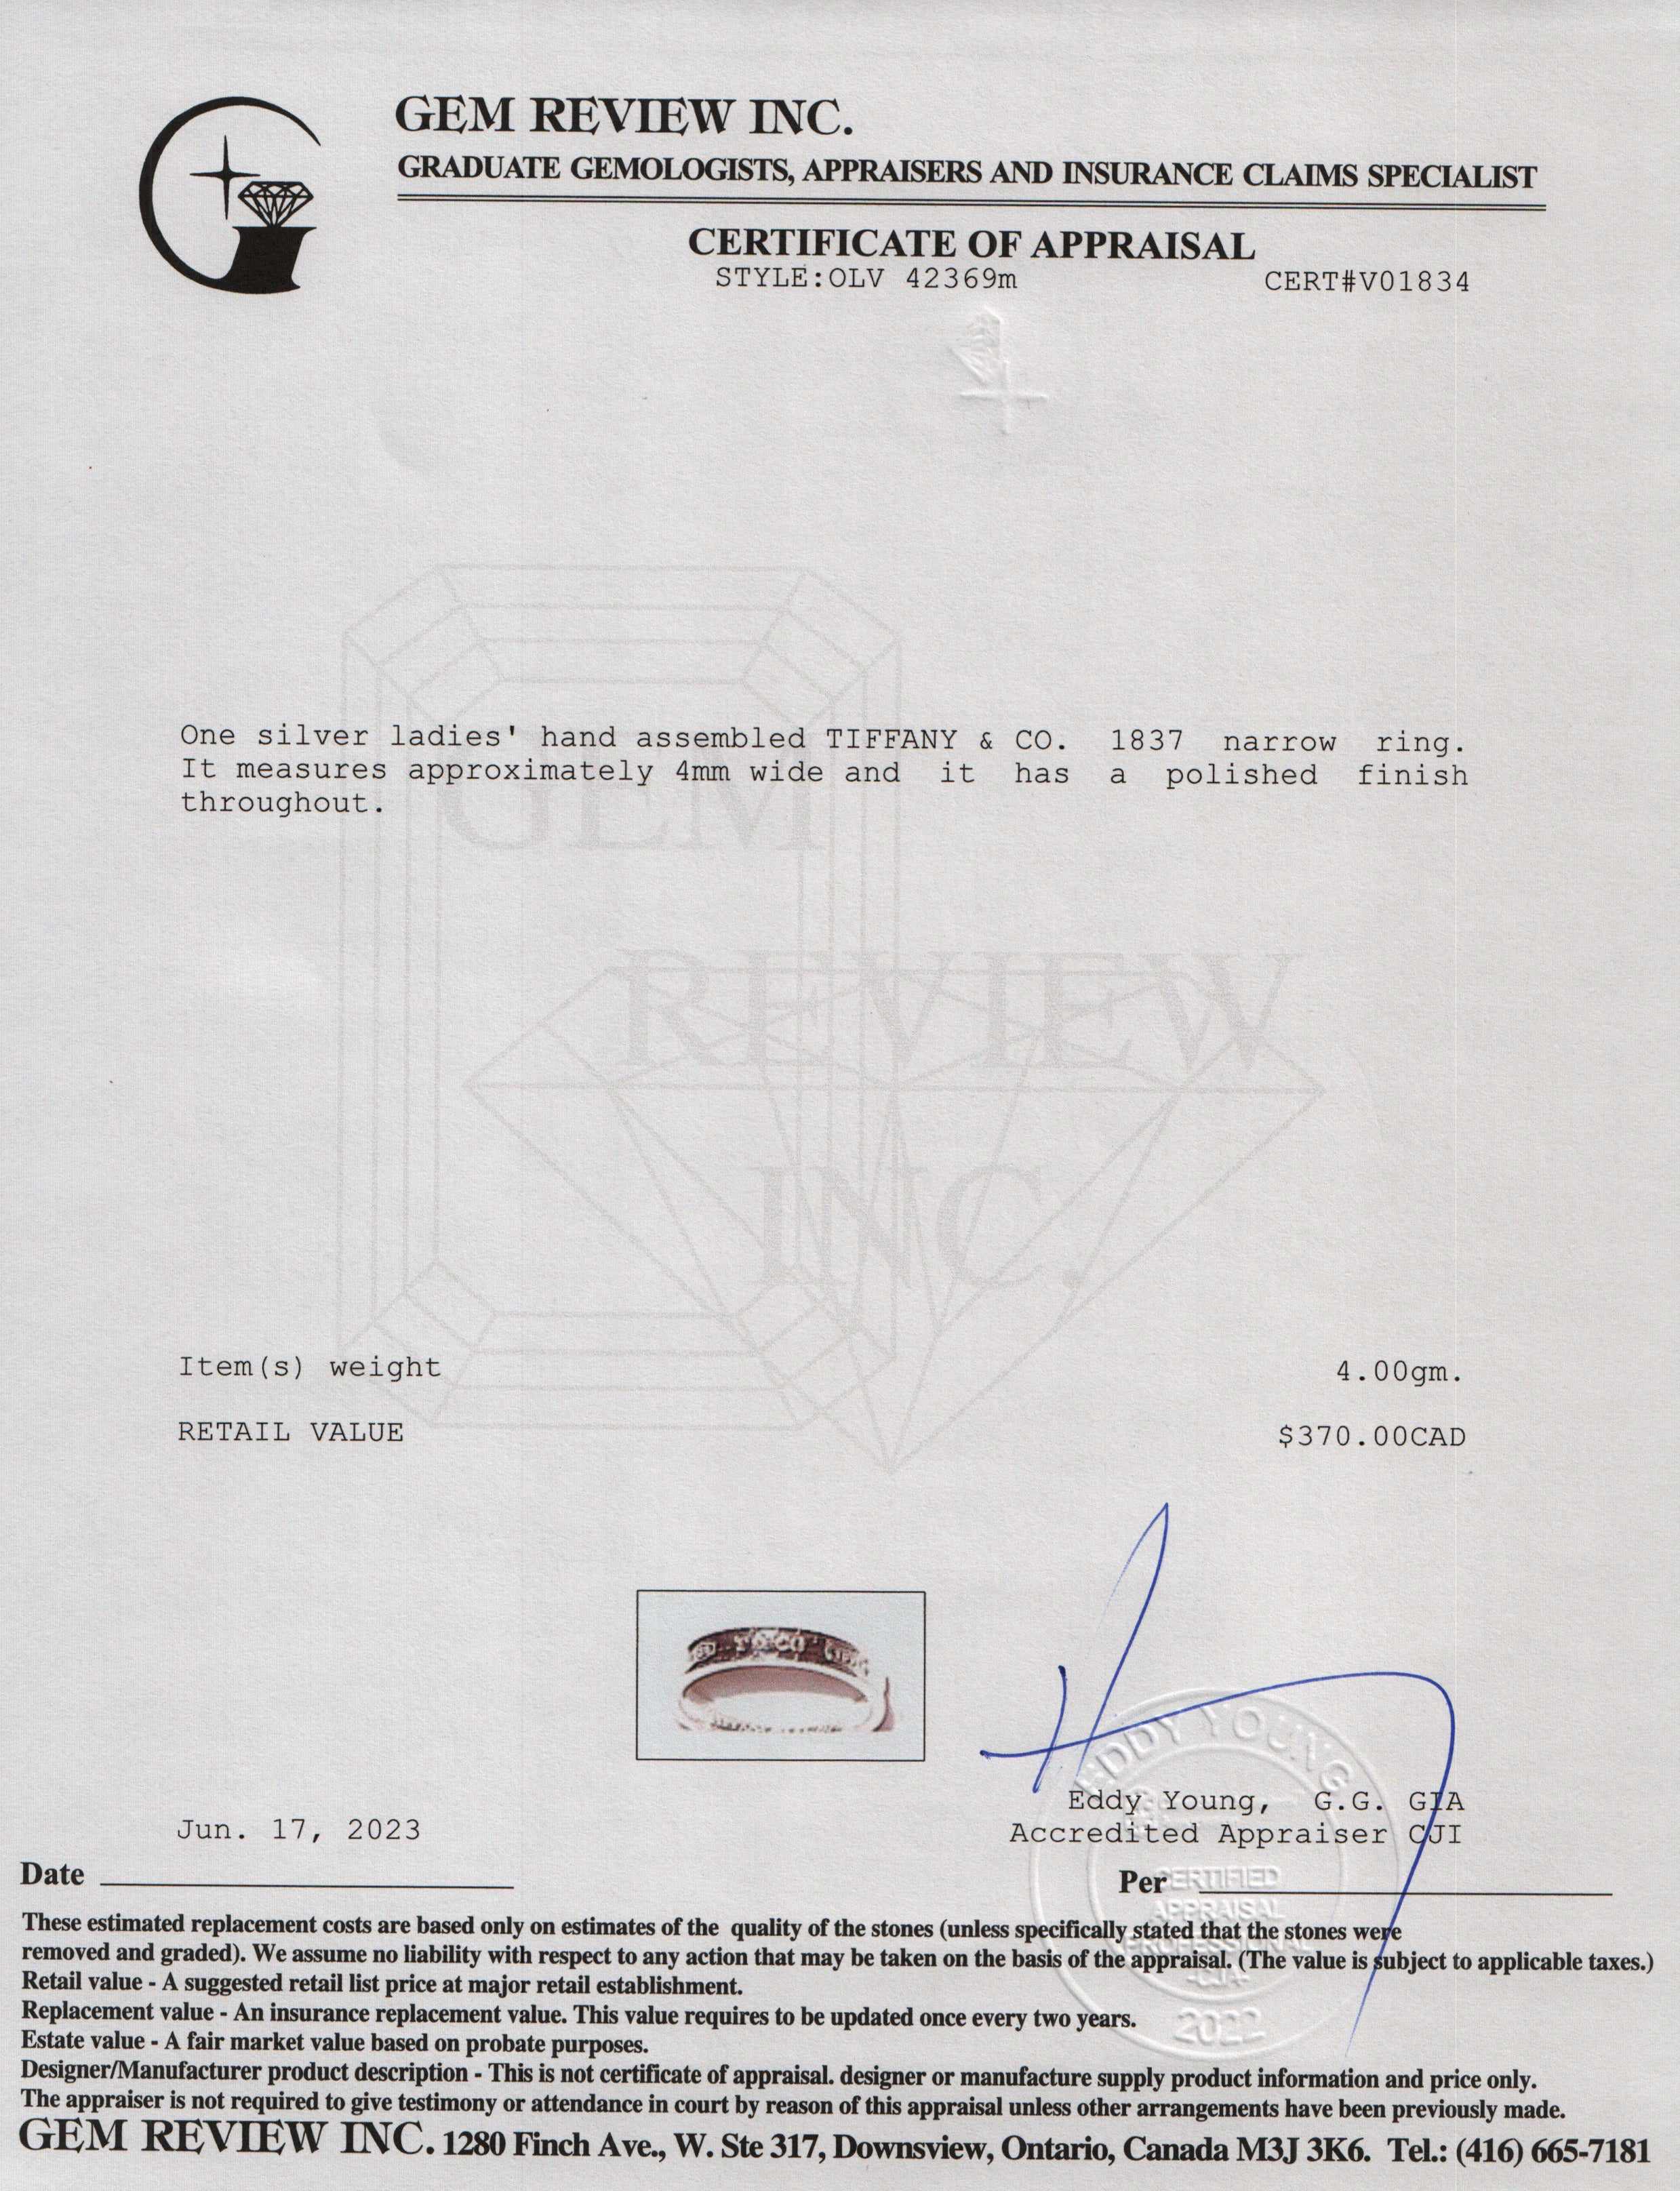 GEM REVIEW INC.
GRADUATE GEMOLOGISTS, APPRAISERS AND INSURANCE CLAIMS SPECIALIST
CERTIFICATE OF APPRAISAL
STYLE:OLV 42369m CERT#V01834
One silver ladies' hand assembled TIFFANY & CO. 1837 narrow ring.
It measures approximately 4mm wide and it has a polished finish
throughout.
GEM
REVIEW
INC.
Item(s) weight 4.00gm.
RETAIL VALUE $370.00CAD
T&CO
EDDY YOUNG
Eddy Young, G.G. GIA
Jun. 17, 2023 Accredited Appraiser CJI
Date Per
CERTIFIED
APPRAISAL
PROFESSIONAL
2022
These estimated replacement costs are based only on estimates of the quality of the stones (unless specifically stated that the stones were
removed and graded). We assume no liability with respect to any action that may be taken on the basis of the appraisal. (The value is subject to applicable taxes.)
Retail value - A suggested retail list price at major retail establishment.
Replacement value - An insurance replacement value. This value requires to be updated once every two years.
Estate value - A fair market value based on probate purposes.
Designer/Manufacturer product description - This is not certificate of appraisal. designer or manufacture supply product information and price only.
The appraiser is not required to give testimony or attendance in court by reason of this appraisal unless other arrangements have been previously made.
GEM REVIEW INC. 1280 Finch Ave., W. Ste 317, Downsview, Ontario, Canada M3J 3K6. Tel.: (416) 665-7181